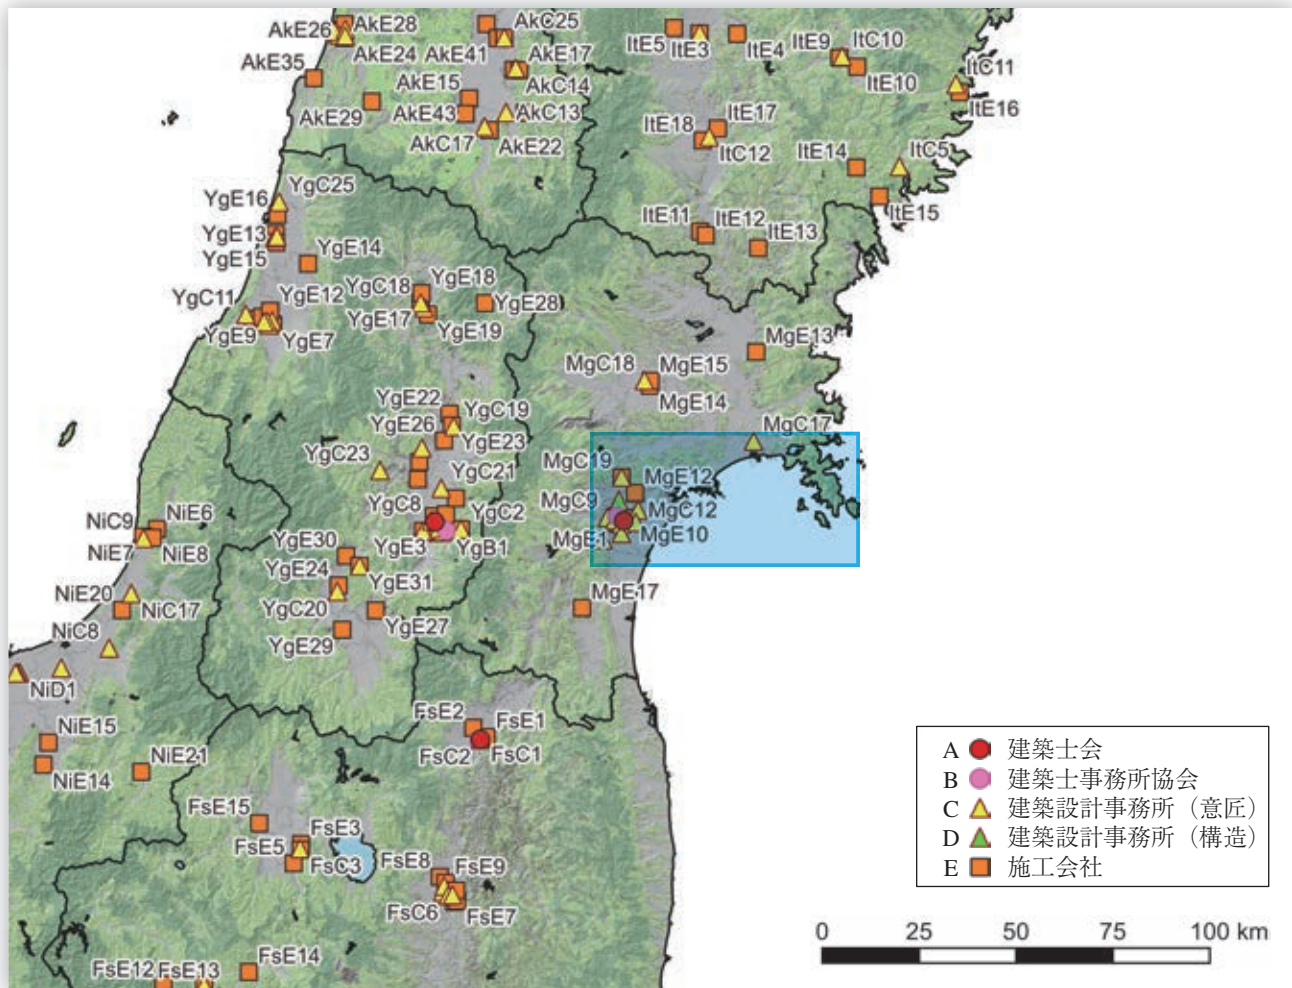 AkE26
AkE28
AkC25
AkE24
AkE41
AkE17
AkE35
AkE15
AkC14
AkE29
AkE43
AkC13
AkC17
AkE22
ItE5
ItE3
ItE4
ItE9
ItC10
ItE10
ItC11
ItE16
ItE17
ItE18
ItC12
ItE14
ItC5
ItE15
ItE11
ItE12
ItE13
YgC25
YgE16
YgE13
YgE15
YgE14
YgC11
YgE12
YgE9
YgE7
YgC18
YgE18
YgE28
YgE17
YgE19
MgE13
MgC18
MgE15
MgE14
YgE22
YgC19
YgE26
YgE23
YgC23
YgC21
MgC17
MgC19
MgE12
MgC9
MgC12
MgE1
MgE10
YgC8
YgC2
YgE3
YgB1
NiC9
NiE6
NiE7
NiE8
YgE30
YgE24
YgE31
YgC20
YgE27
YgE29
MgE17
NiE20
NiC17
NiC8
NiD1
NiE15
NiE14
NiE21
FsE2
FsE1
FsC2
FsC1
FsE15
FsE3
FsE5
FsC3
FsE8
FsE9
FsC6
FsE7
FsE14
FsE12
FsE13
A 建築士会
B 建築士事務所協会
C 建築設計事務所（意匠）
D 建築設計事務所（構造）
E 施工会社
0 25 50 75 100 km